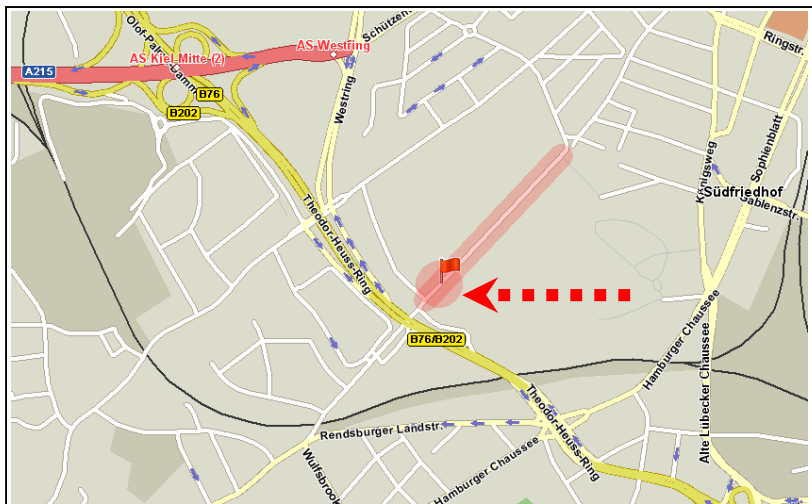 Olof-Palme-Damm
AS Kiel-Mitte (2)
AS Westring
Schützen
Ringstr.
A215
B76
B202
Westring
Königsweg
Sophienblatt
Südfriedhof
Gablenzstr.
Theodor-Heuss-Ring
B76/B202
Hamburger Chaussee
Alte Lübecker Chaussee
Theodor-Heuss-Ring
Rendsburger Landstr.
Hamburger Chaussee
Wulfsbrook